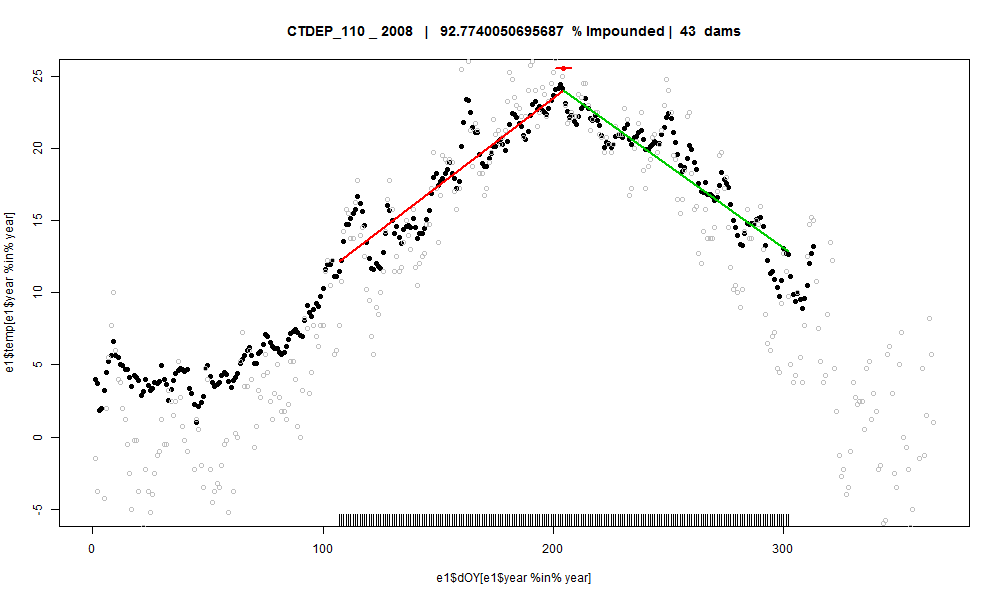 CTDEP_110 _ 2008 | 92.7740050695687 % Impounded | 43 dams
25
20
15
10
5
0
-5
e1$temp[e1$year %in% year]
0 100 200 300
e1$dOY[e1$year %in% year]